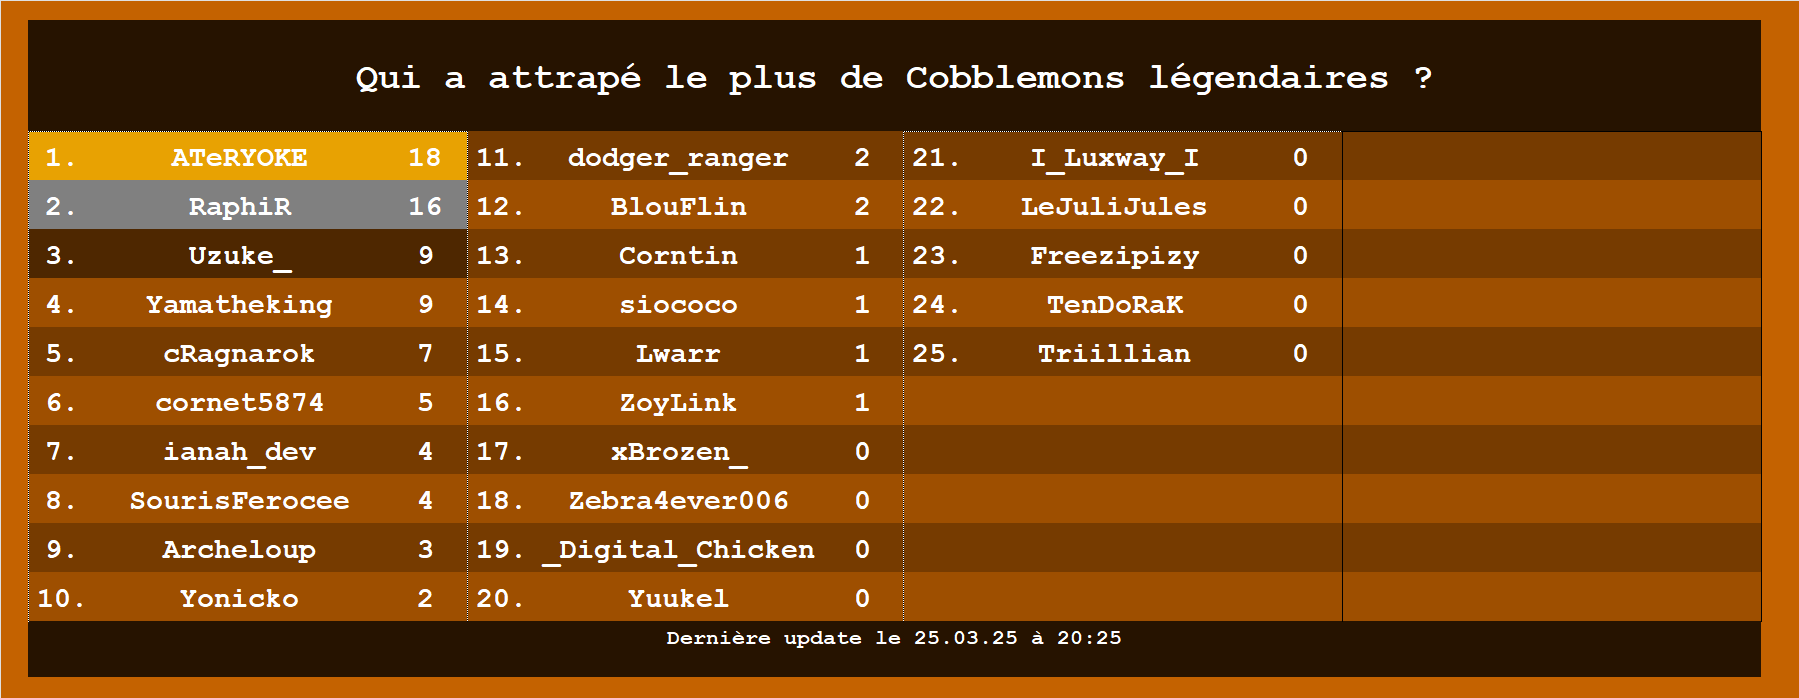 Qui a attrapé le plus de Cobblemons légendaires ?
1. ATeRYOKE 18
2. RaphiR 16
3. Uzuke_ 9
4. Yamatheking 9
5. cRagnarok 7
6. cornet5874 5
7. ianah_dev 4
8. SourisFerocee 4
9. Archeloup 3
10. Yonicko 2
11. dodger_ranger 2
12. BlouFlin 2
13. Corntin 1
14. siococo 1
15. Lwarr 1
16. ZoyLink 1
17. xBrozen_ 0
18. Zebra4ever006 0
19. _Digital_Chicken 0
20. Yuukel 0
21. I_Luxway_I 0
22. LeJuliJules 0
23. Freezipizy 0
24. TenDoRaK 0
25. Triillian 0
Dernière update le 25.03.25 à 20:25